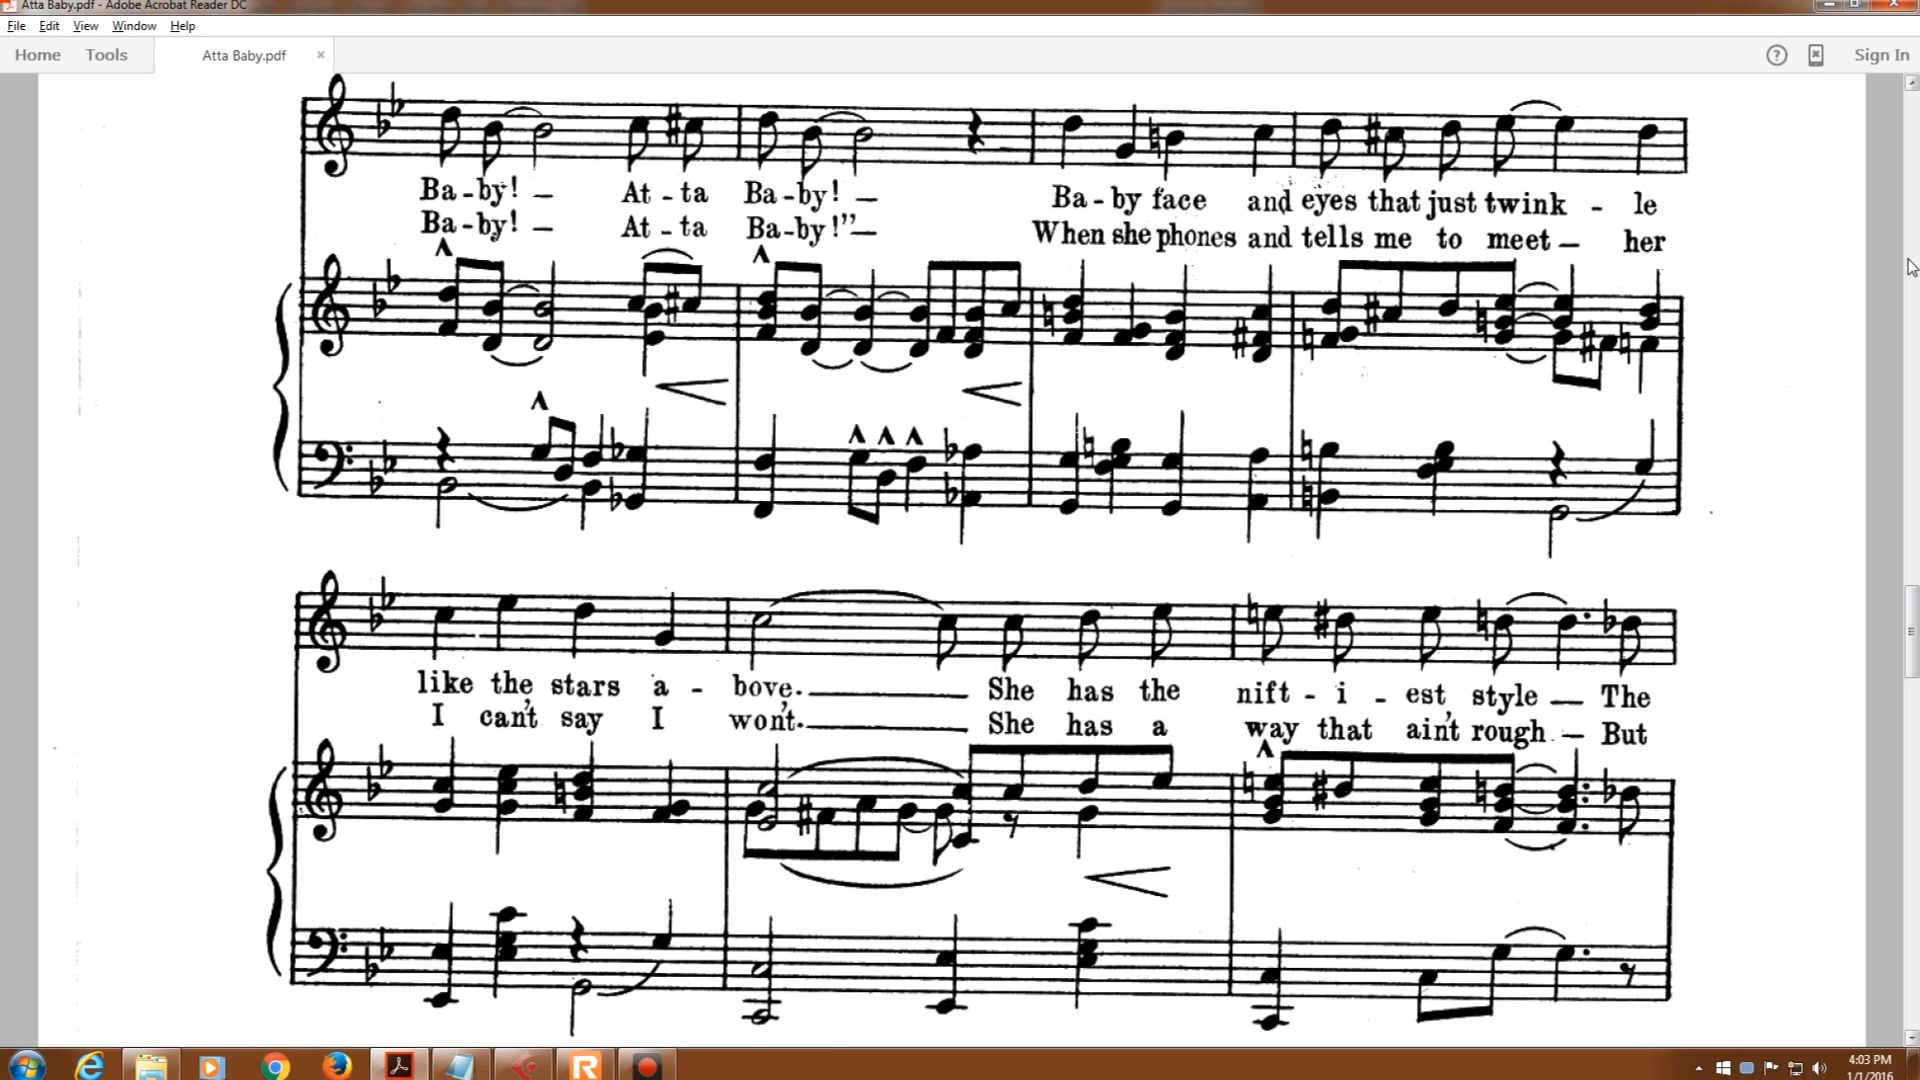 Atta Baby.pdf - Adobe Acrobat Reader DC
File Edit View Window Help
Home Tools Atta Baby.pdf × ? Sign In
Ba-by! — At-ta Ba-by! — Ba-by face and eyes that just twink - le
Ba-by! — At-ta Ba-by!" — When she phones and tells me to meet — her
like the stars a - bove. She has the nift - i - est style — The
I can't say I won't. She has a way that ain't rough — But
4:03 PM
1/1/2016